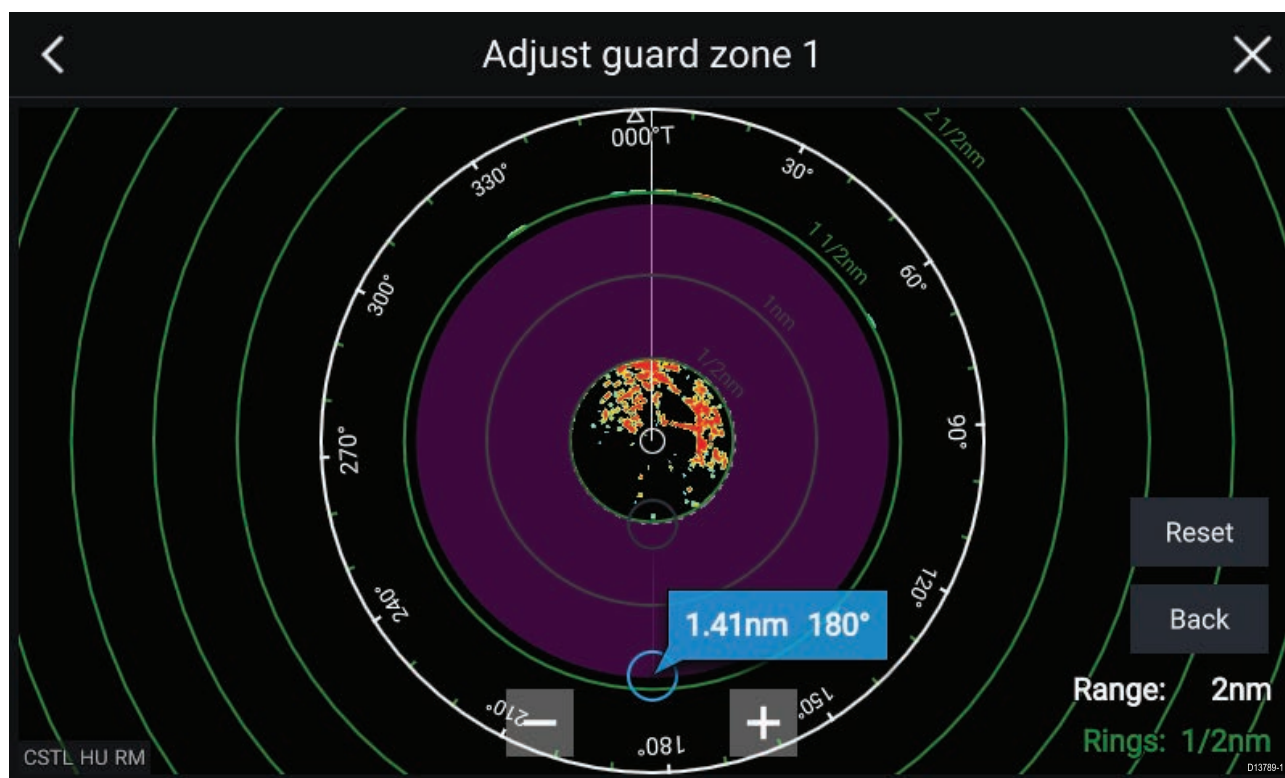 Adjust guard zone 1
000°T
330°
30°
2 1/2nm
1 1/2nm
300°
60°
1nm
1/2nm
270°
90°
240°
120°
1.41nm 180°
Reset
Back
210°
150°
180°
Range: 2nm
Rings: 1/2nm
CSTL HU RM
D13789-1